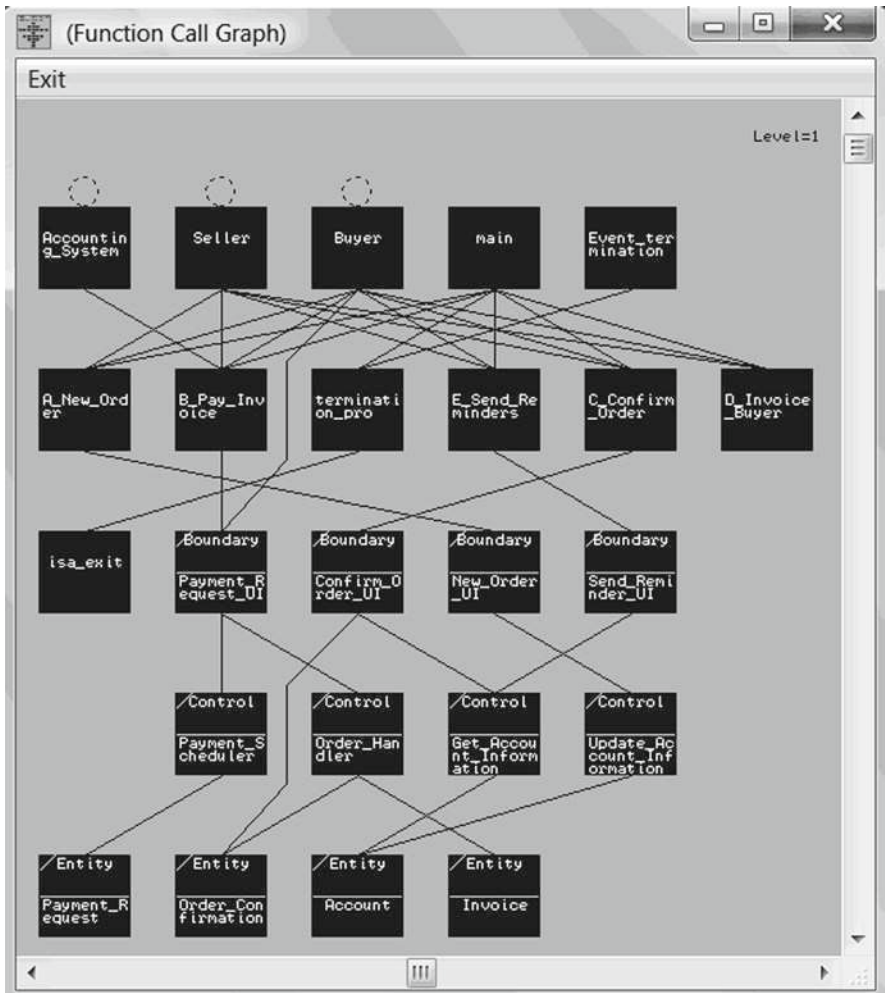 (Function Call Graph)
Exit
Level=1
Accountin
g_System
Seller
Buyer
main
Event_ter
mination
A_New_Ord
er
B_Pay_Inv
oice
terminati
on_pro
E_Send_Re
minders
C_Confirm
_Order
D_Invoice
_Buyer
isa_exit
Boundary
Payment_R
equest_UI
Boundary
Confirm_O
rder_UI
Boundary
New_Order
_UI
Boundary
Send_Remi
nder_UI
Control
Payment_S
cheduler
Control
Order_Han
dler
Control
Get_Accou
nt_Inform
ation
Control
Update_Ac
count_Inf
ormation
Entity
Payment_R
equest
Entity
Order_Con
firmation
Entity
Account
Entity
Invoice